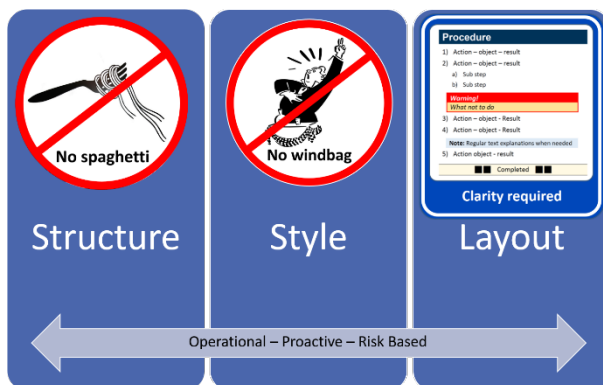 No spaghetti
Structure
No windbag
Style
Procedure
1) Action – object – result
2) Action – object – result
a) Sub step
b) Sub step
Warning!
What not to do
3) Action – object - Result
4) Action – object - Result
Note: Regular text explanations when needed
5) Action object - result
Completed
Clarity required
Layout
Operational – Proactive – Risk Based